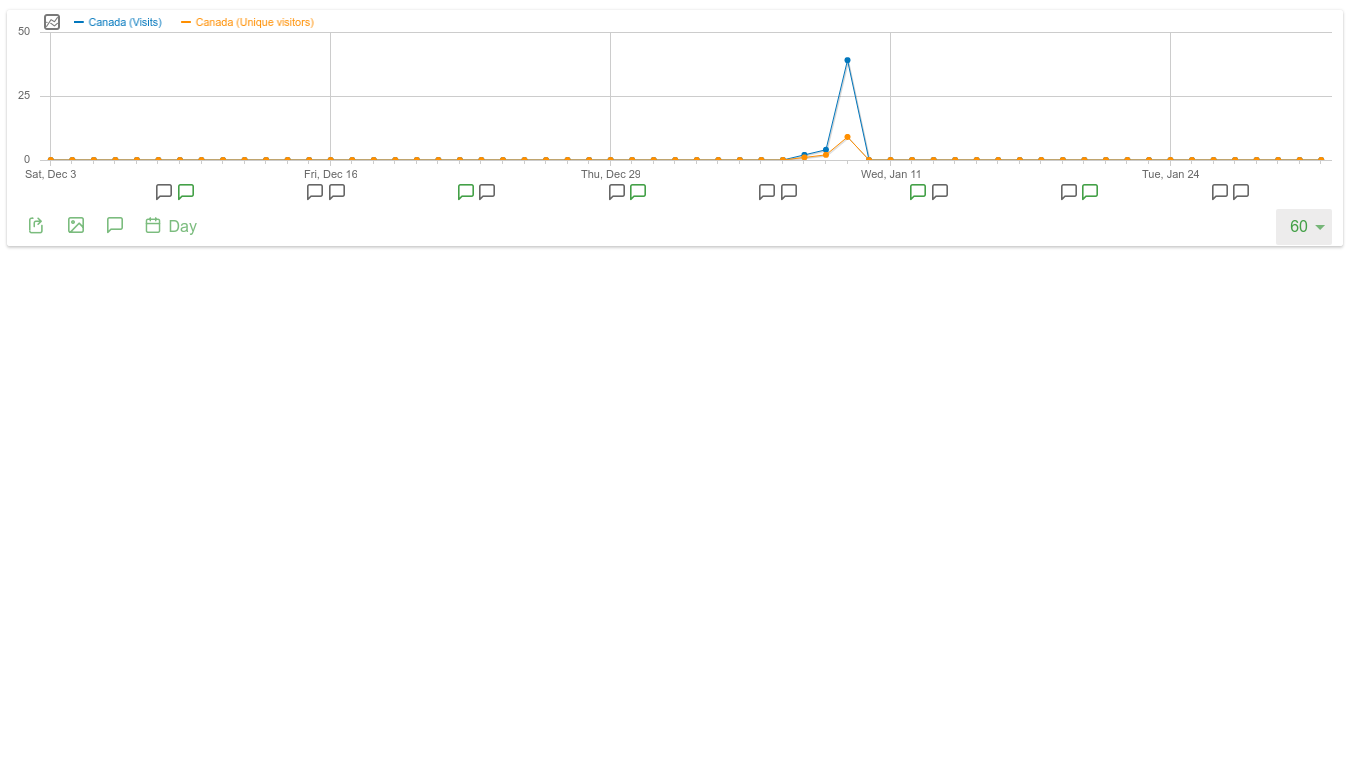 Canada (Visits) Canada (Unique visitors)
50
25
0
Sat, Dec 3 Fri, Dec 16 Thu, Dec 29 Wed, Jan 11 Tue, Jan 24
Day 60